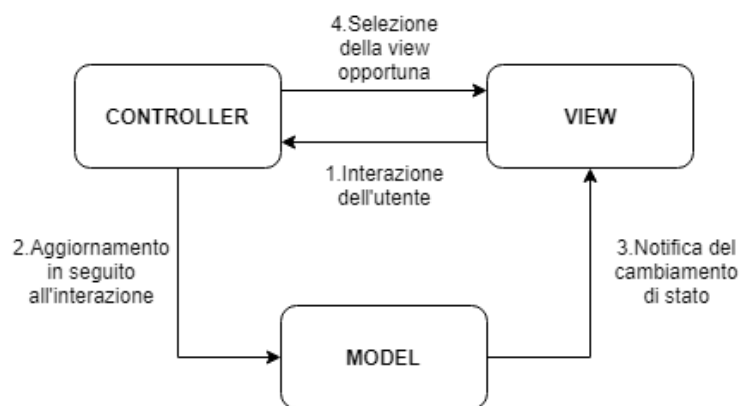 4.Selezione
della view
opportuna
CONTROLLER
VIEW
1.Interazione
dell'utente
2.Aggiornamento
in seguito
all'interazione
3.Notifica del
cambiamento
di stato
MODEL